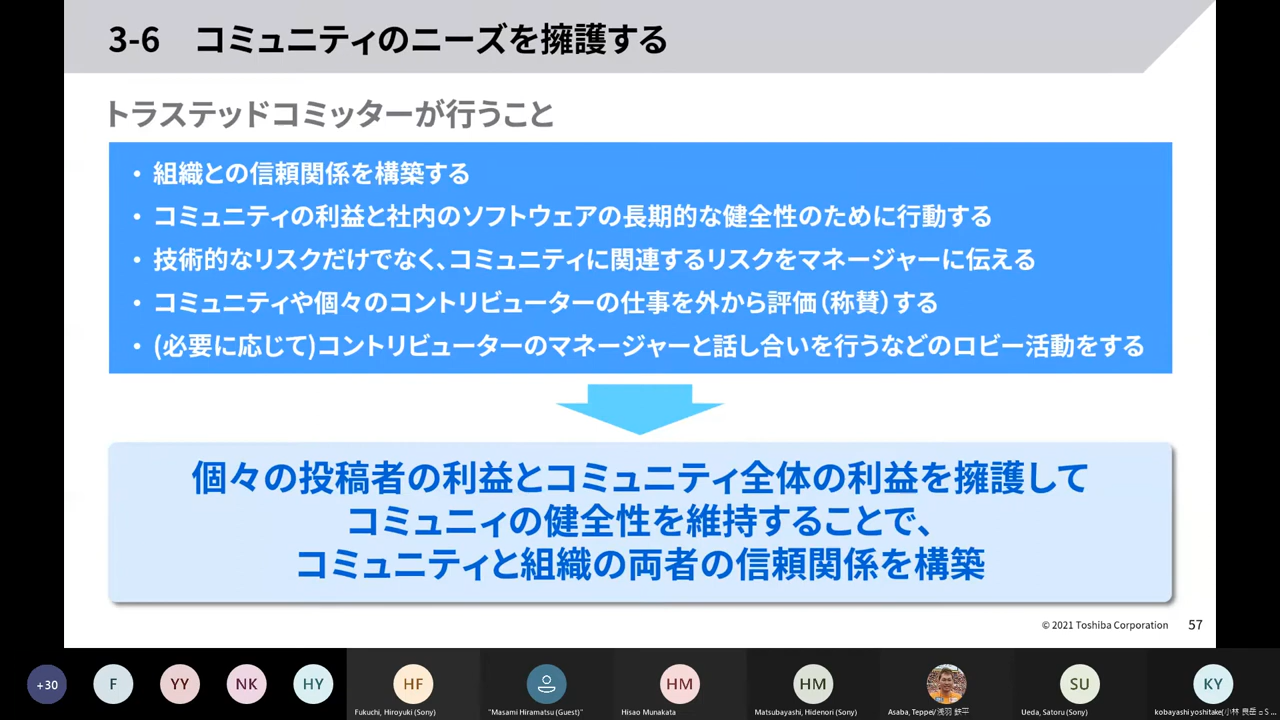 3-6 コミュニティのニーズを擁護する
トラステッドコミッターが行うこと
• 組織との信頼関係を構築する
• コミュニティの利益と社内のソフトウェアの長期的な健全性のために行動する
• 技術的なリスクだけでなく、コミュニティに関連するリスクをマネージャーに伝える
• コミュニティや個々のコントリビューターの仕事を外から評価（称賛）する
• (必要に応じて)コントリビューターのマネージャーと話し合いを行うなどのロビー活動をする
個々の投稿者の利益とコミュニティ全体の利益を擁護して
コミュニィの健全性を維持することで、
コミュニティと組織の両者の信頼関係を構築
© 2021 Toshiba Corporation 57
+30 F YY NK HY HF HM HM SU KY
Fukuchi, Hiroyuki (Sony)
"Masami Hiramatsu (Guest)"
Hisao Munakata
Matsubayashi, Hidenori (Sony)
Asaba, Teppei/浅羽 鉄平
Ueda, Satoru (Sony)
kobayashi yoshitake(小林 良岳 ○S...